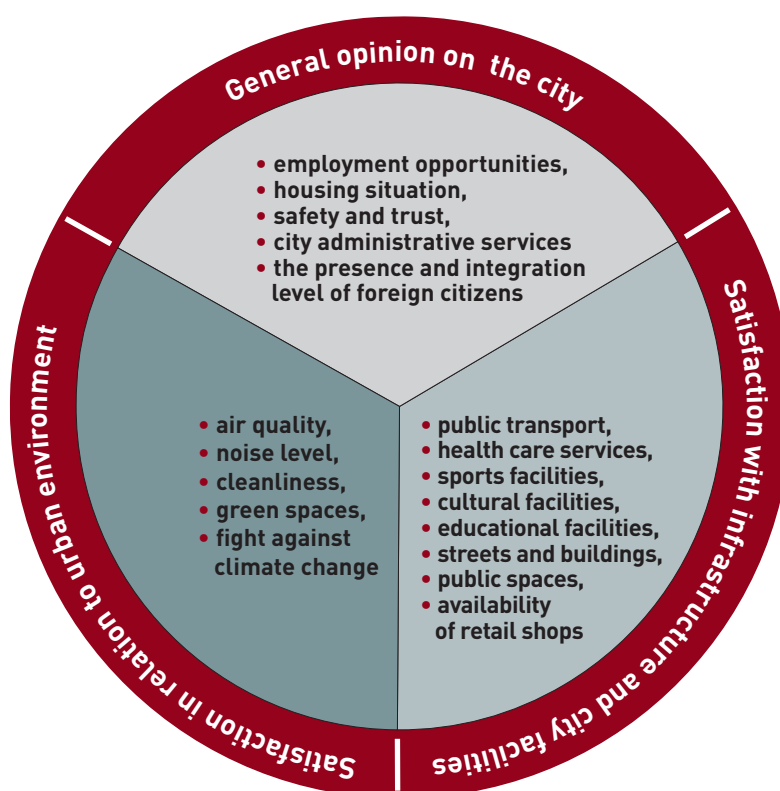 General opinion on the city
• employment opportunities,
• housing situation,
• safety and trust,
• city administrative services
• the presence and integration
level of foreign citizens
Satisfaction in relation to urban environment
• air quality,
• noise level,
• cleanliness,
• green spaces,
• fight against
climate change
Satisfaction with infrastructure and city facilities
• public transport,
• health care services,
• sports facilities,
• cultural facilities,
• educational facilities,
• streets and buildings,
• public spaces,
• availability
of retail shops